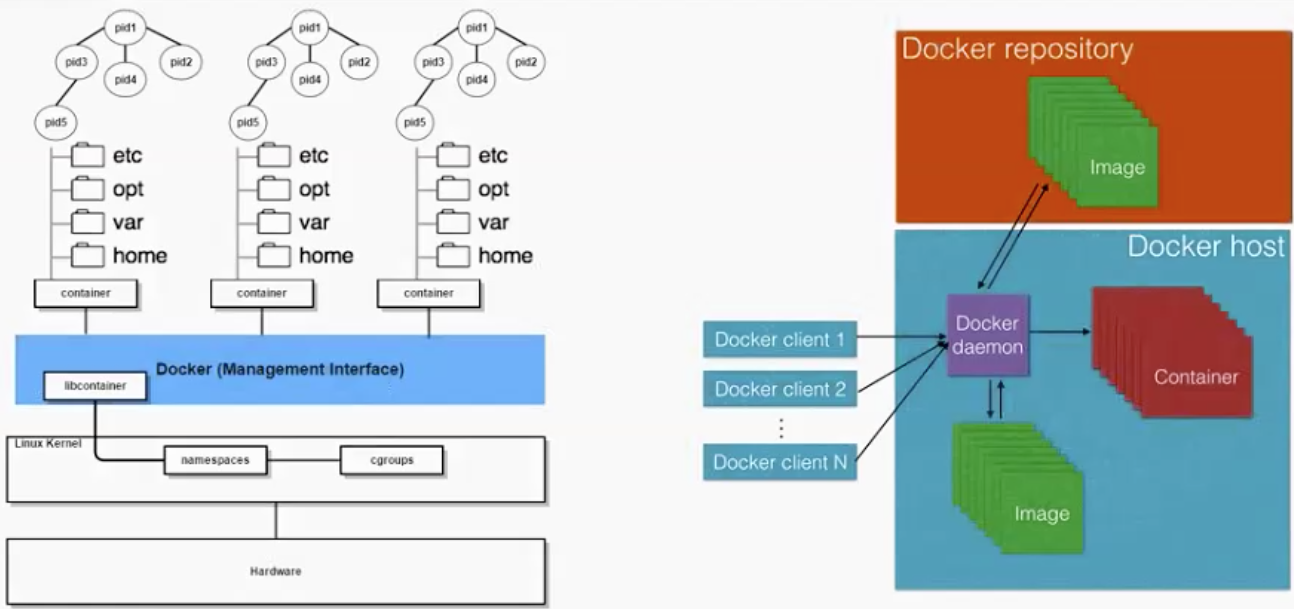 pid1
pid3
pid4
pid2
pid5
etc
opt
var
home
container
pid1
pid3
pid4
pid2
pid5
etc
opt
var
home
container
pid1
pid3
pid4
pid2
pid5
etc
opt
var
home
container
Docker (Management Interface)
libcontainer
Linux Kernel
namespaces
cgroups
Hardware
Docker repository
Image
Docker host
Docker client 1
Docker client 2
⋮
Docker client N
Docker
daemon
Container
Image